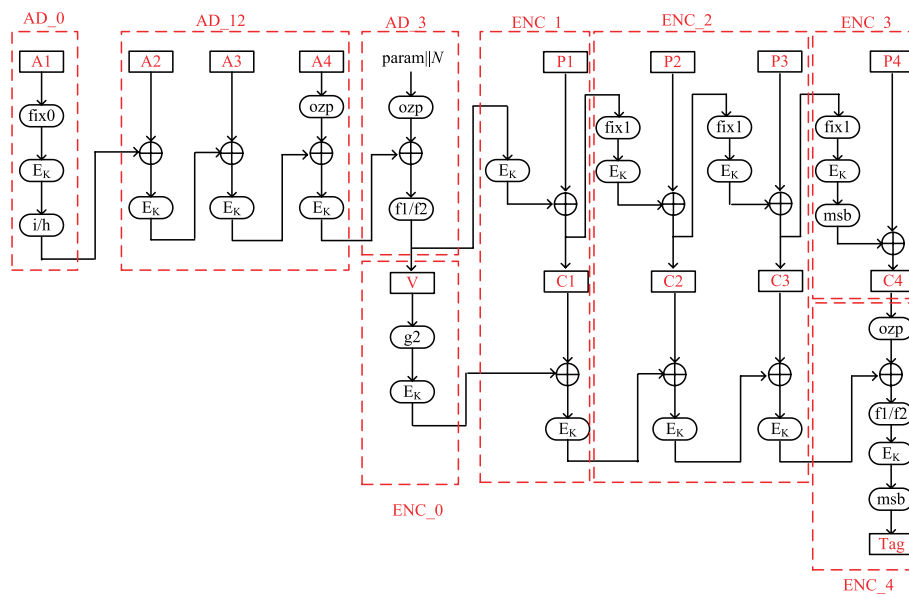 AD_0
AD_12
AD_3
ENC_1
ENC_2
ENC_3
A1
A2
A3
A4
param||N
P1
P2
P3
P4
fix0
ozp
ozp
fix1
fix1
fix1
E_K
E_K
E_K
E_K
E_K
i/h
E_K
E_K
E_K
f1/f2
msb
V
C1
C2
C3
C4
g2
ozp
E_K
f1/f2
E_K
E_K
E_K
E_K
msb
ENC_0
Tag
ENC_4